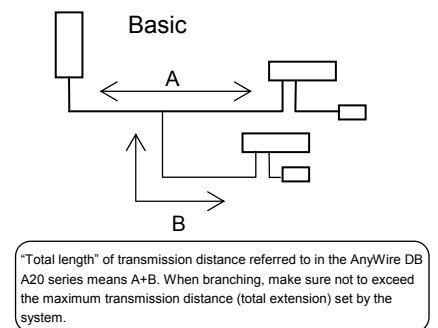 Basic
A
B
“Total length” of transmission distance referred to in the AnyWire DB
A20 series means A+B. When branching, make sure not to exceed
the maximum transmission distance (total extension) set by the
system.